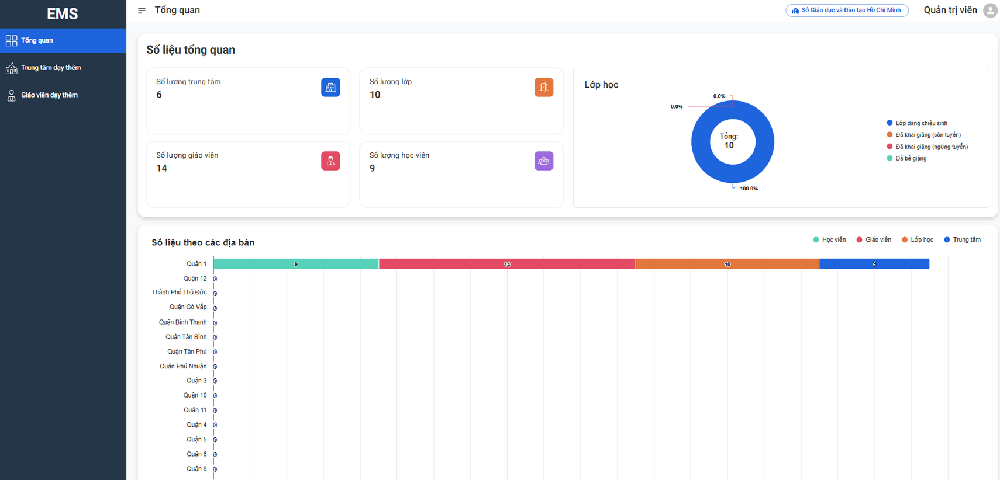 EMS
Tổng quan
Sở Giáo dục và Đào tạo Hồ Chí Minh
Quản trị viên
Tổng quan
Trung tâm dạy thêm
Giáo viên dạy thêm
Số liệu tổng quan
Số lượng trung tâm
6
Số lượng lớp
10
Số lượng giáo viên
14
Số lượng học viên
9
Lớp học
0.0%
0.0%
Tổng:
10
100.0%
Lớp đang chiêu sinh
Đã khai giảng (còn tuyển)
Đã khai giảng (ngừng tuyển)
Đã bế giảng
Số liệu theo các địa bàn
Học viên Giáo viên Lớp học Trung tâm
Quận 1 9 14 10 6
Quận 12 0
Thành Phố Thủ Đức 0
Quận Gò Vấp 0
Quận Bình Thạnh 0
Quận Tân Bình 0
Quận Tân Phú 0
Quận Phú Nhuận 0
Quận 3 0
Quận 10 0
Quận 11 0
Quận 4 0
Quận 5 0
Quận 6 0
Quận 8 0